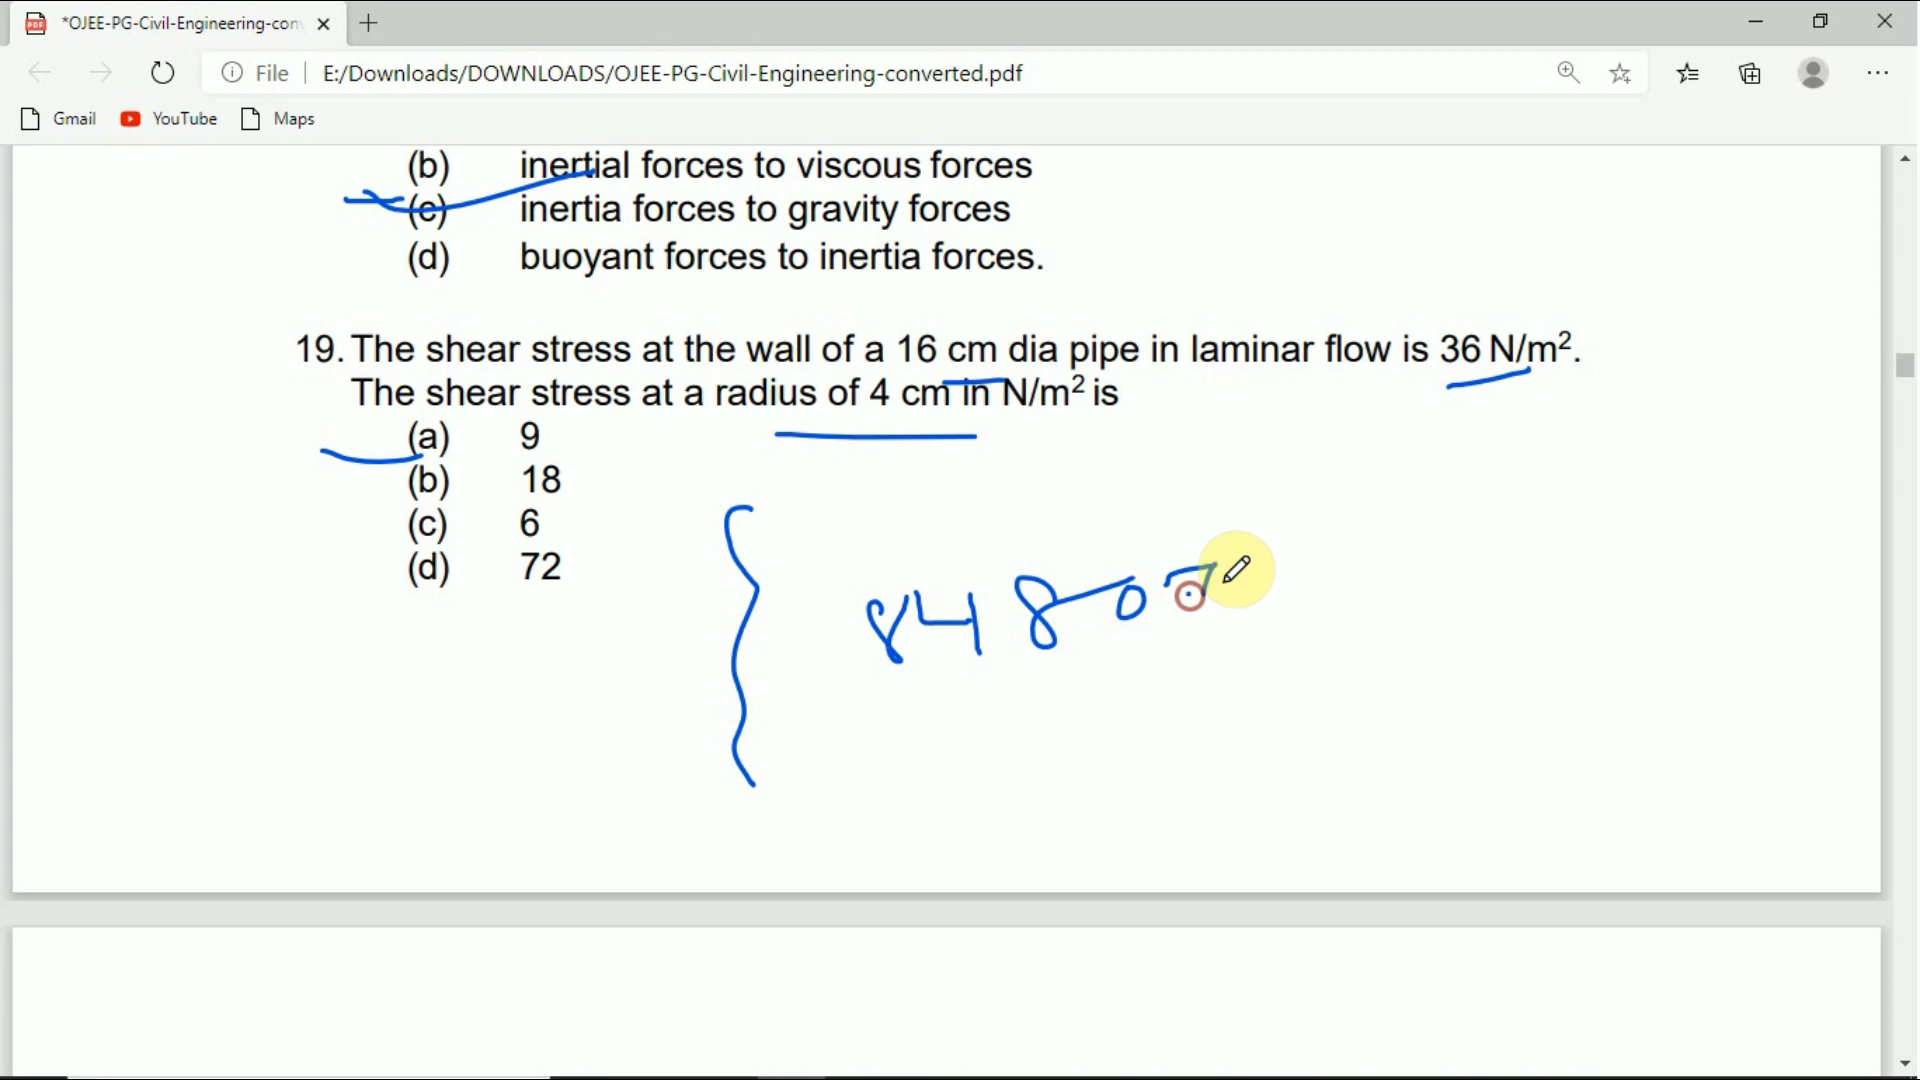 *OJEE-PG-Civil-Engineering-con
File
E:/Downloads/DOWNLOADS/OJEE-PG-Civil-Engineering-converted.pdf
Gmail
YouTube
Maps
(b) inertial forces to viscous forces
(c) inertia forces to gravity forces
(d) buoyant forces to inertia forces.
19. The shear stress at the wall of a 16 cm dia pipe in laminar flow is 36 N/m².
The shear stress at a radius of 4 cm in N/m² is
(a) 9
(b) 18
(c) 6
(d) 72
84807